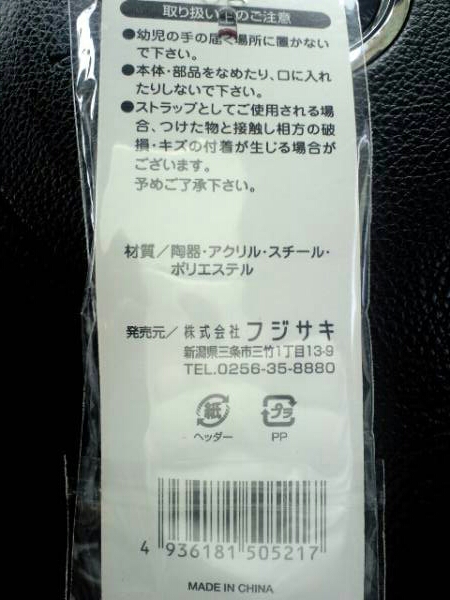 取り扱い上のご注意
●幼児の手の届く場所に置かない
で下さい。
●本体・部品をなめたり、口に入れ
たりしないで下さい。
●ストラップとしてご使用される場
合、つけた物と接触し相方の破
損・キズの付着が生じる場合が
ございます。
予めご了承下さい。
材質／陶器・アクリル・スチール・
ポリエステル
発売元／株式会社フジサキ
新潟県三条市三竹1丁目13-9
TEL.0256-35-8880
紙 プラ
ヘッダー PP
4 936181 505217
MADE IN CHINA